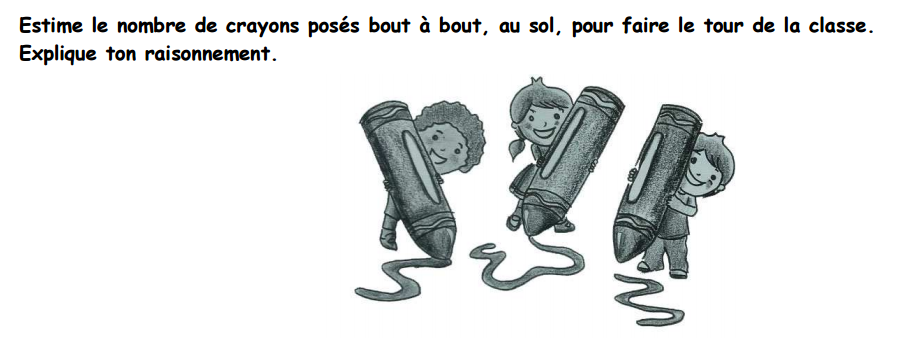 Estime le nombre de crayons posés bout à bout, au sol, pour faire le tour de la classe.
Explique ton raisonnement.